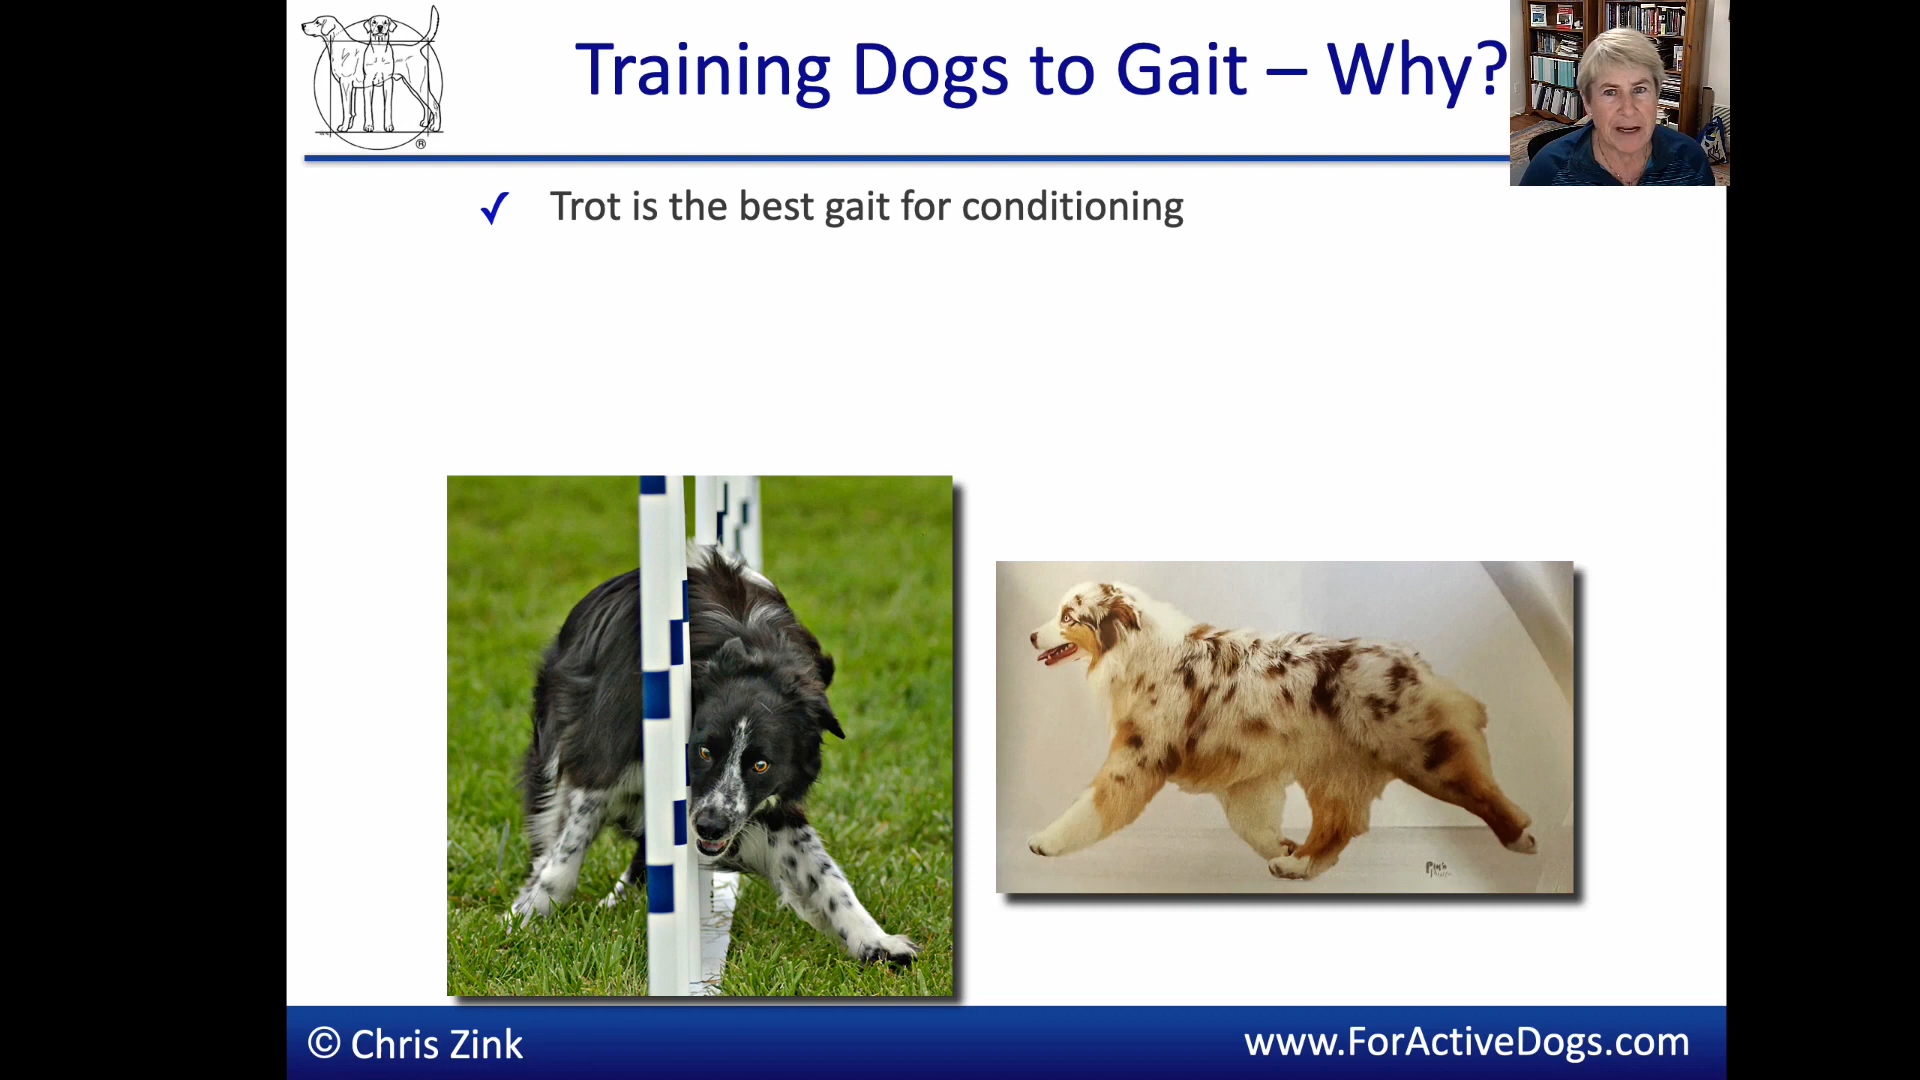 Training Dogs to Gait – Why?
®
✓ Trot is the best gait for conditioning
© Chris Zink
www.ForActiveDogs.com